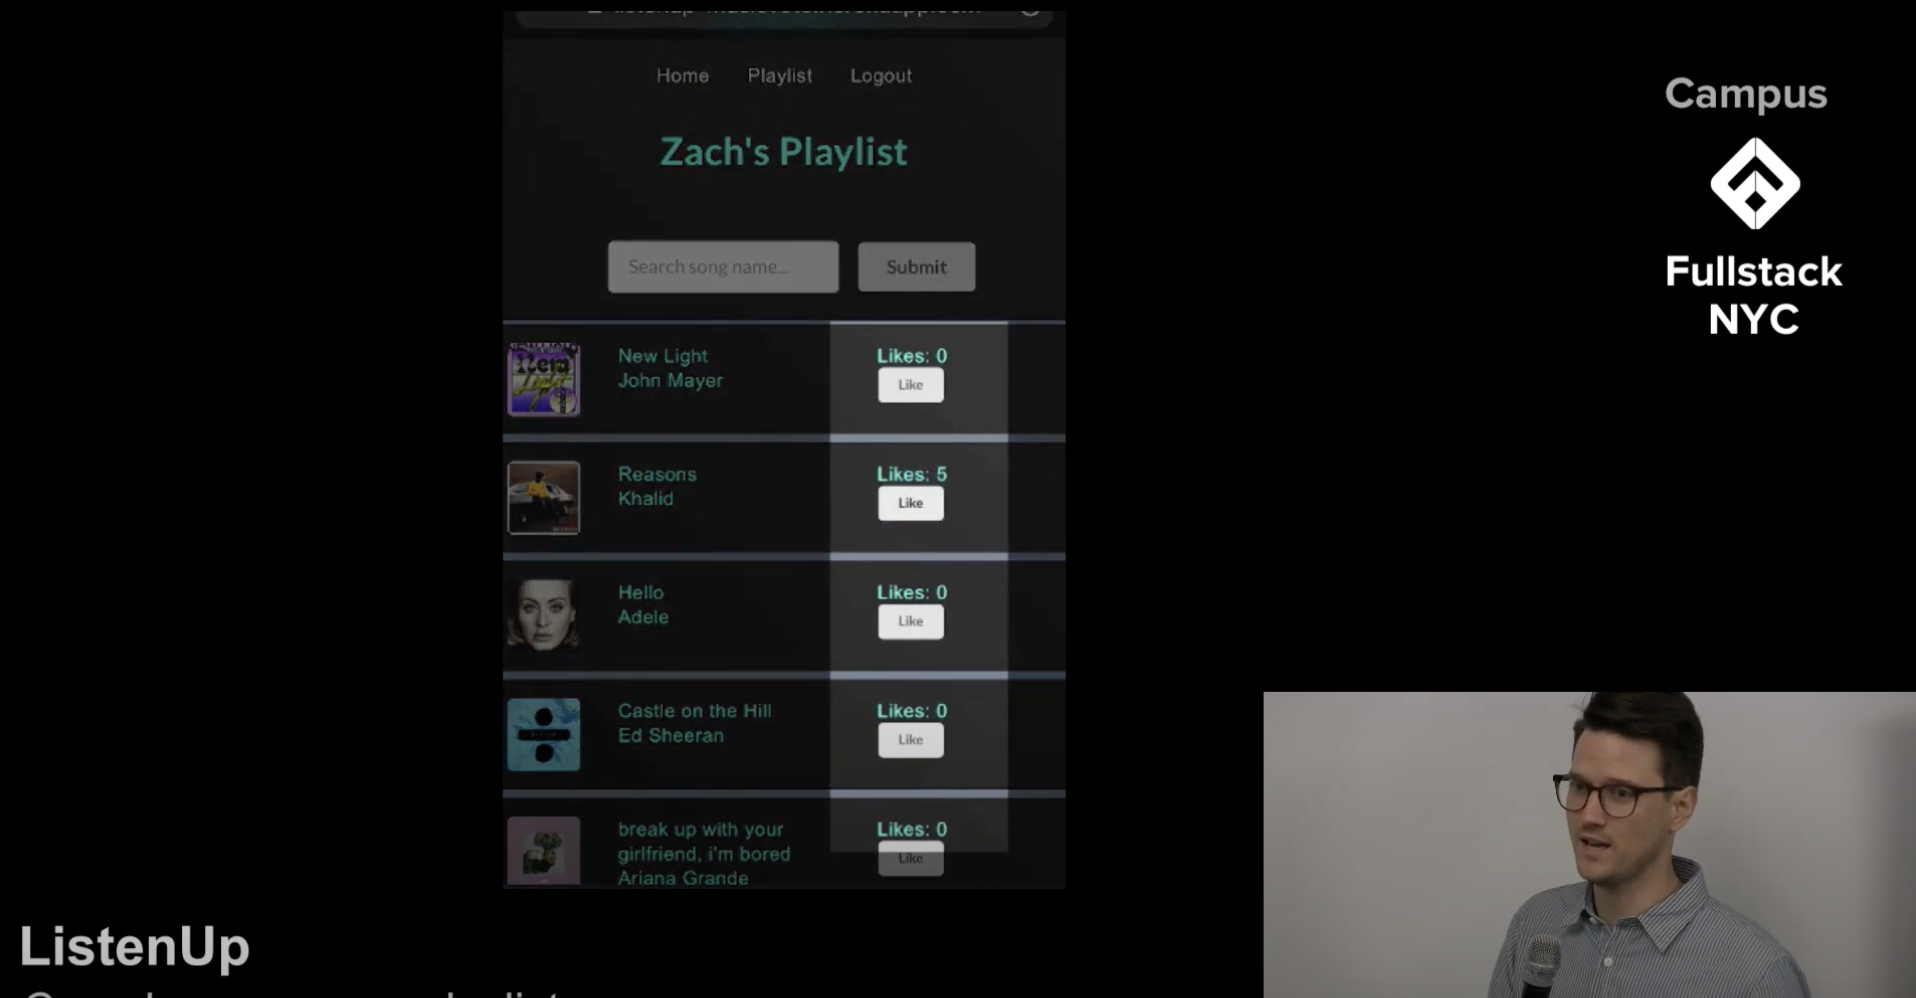 Home Playlist Logout
Campus
Zach's Playlist
Fullstack
NYC
Search song name... Submit
New Light
John Mayer
Likes: 0
Like
Reasons
Khalid
Likes: 5
Like
Hello
Adele
Likes: 0
Like
Castle on the Hill
Ed Sheeran
Likes: 0
Like
break up with your
girlfriend, i'm bored
Ariana Grande
Likes: 0
Like
ListenUp